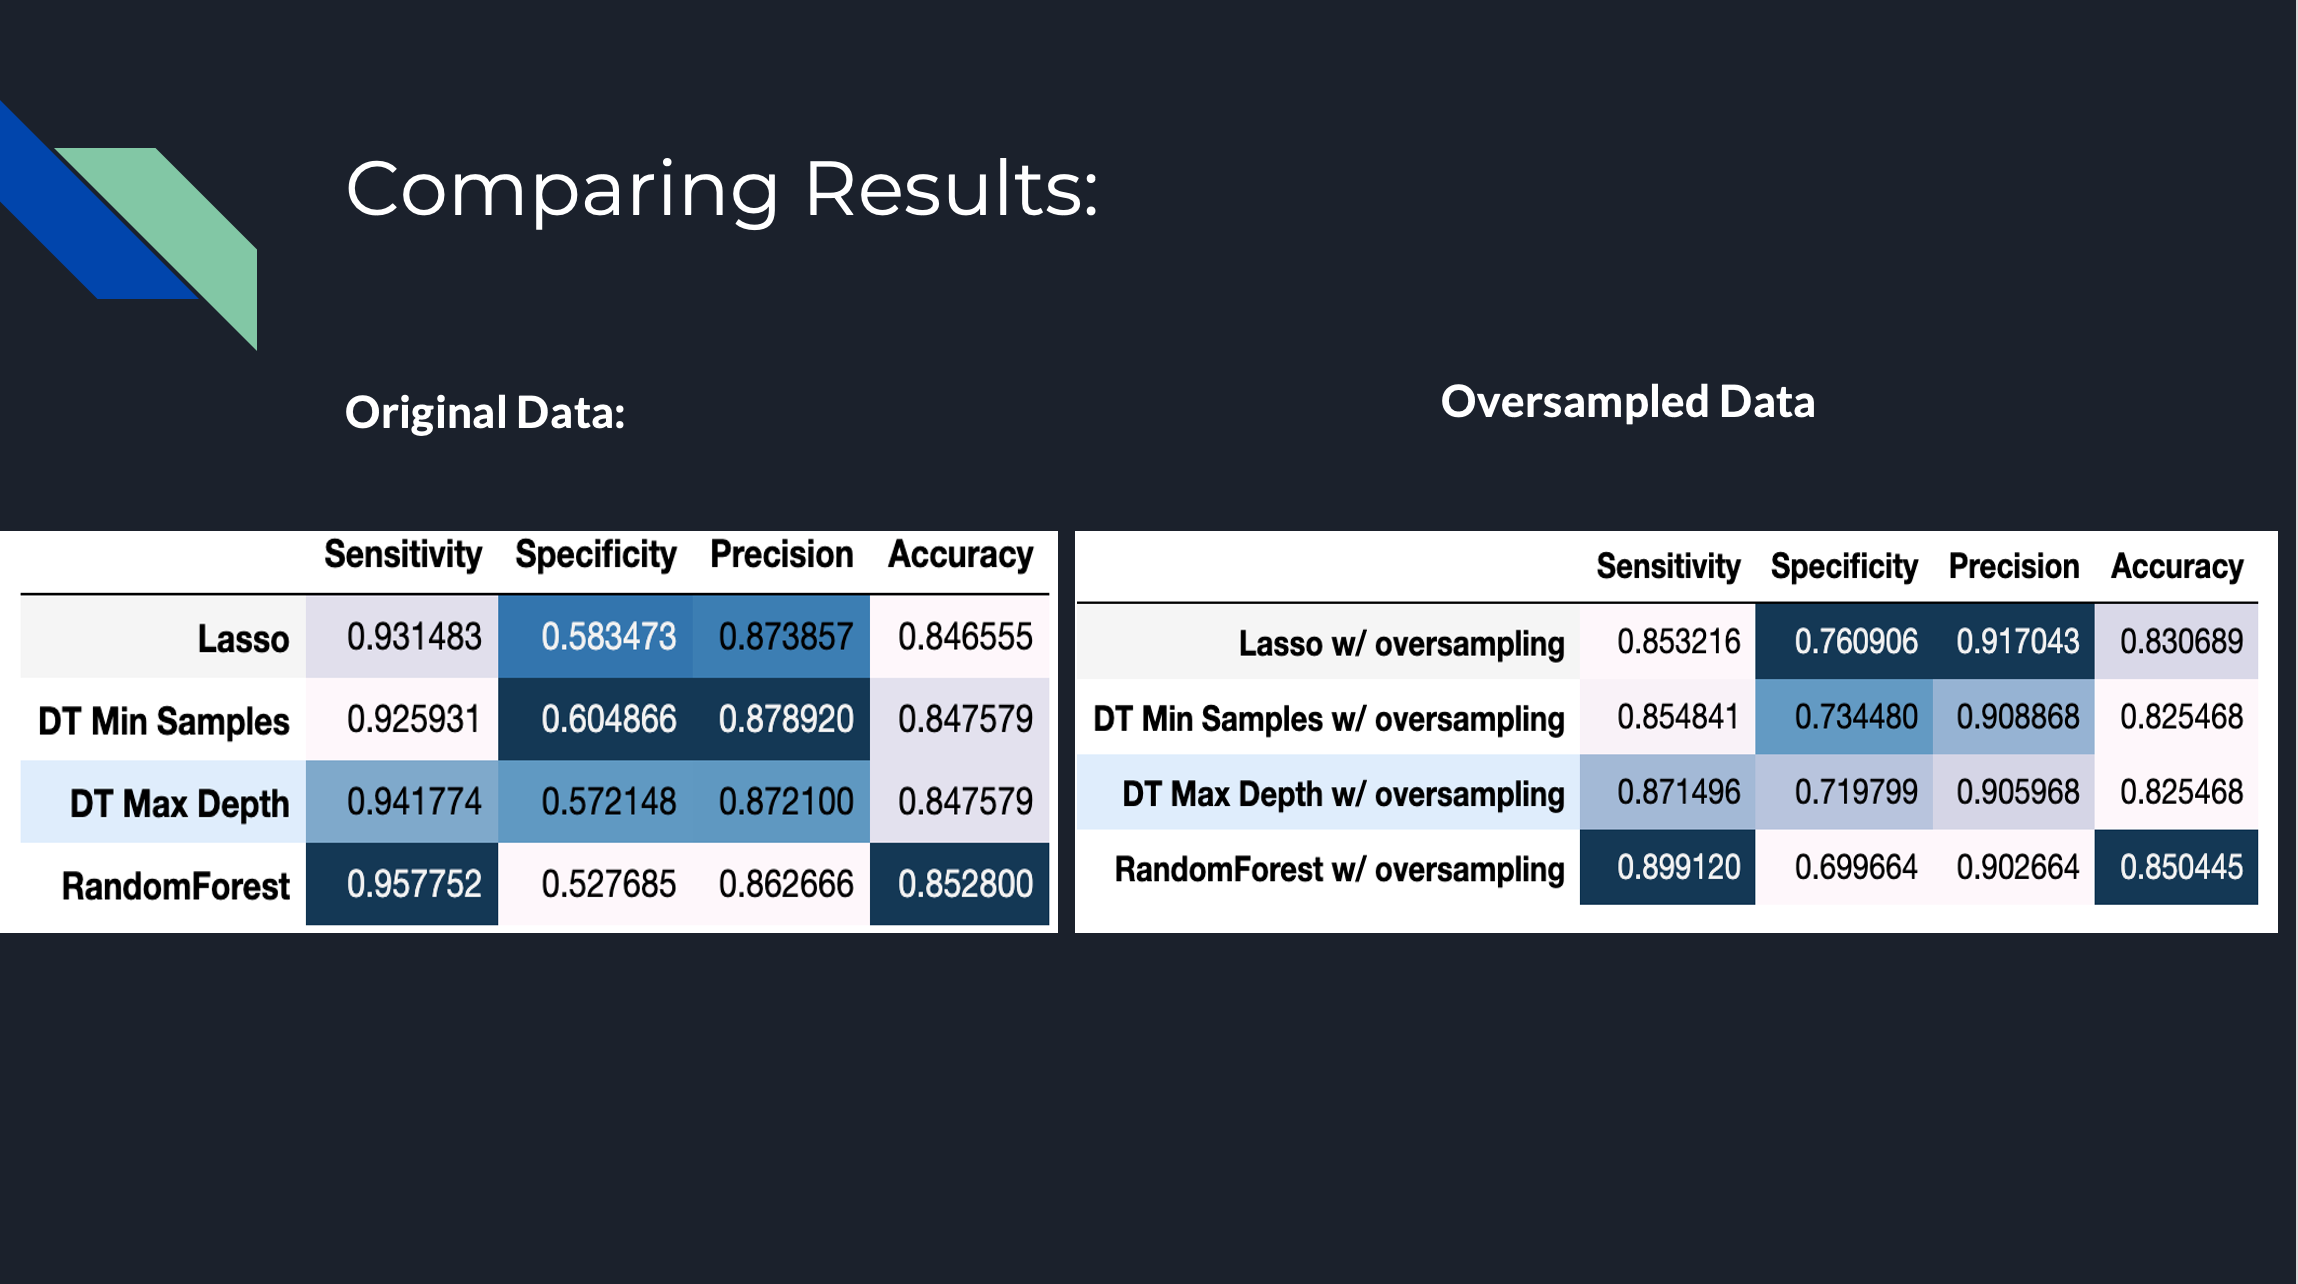 Comparing Results:
Original Data:
Oversampled Data
Sensitivity Specificity Precision Accuracy
Lasso 0.931483 0.583473 0.873857 0.846555
DT Min Samples 0.925931 0.604866 0.878920 0.847579
DT Max Depth 0.941774 0.572148 0.872100 0.847579
RandomForest 0.957752 0.527685 0.862666 0.852800
Sensitivity Specificity Precision Accuracy
Lasso w/ oversampling 0.853216 0.760906 0.917043 0.830689
DT Min Samples w/ oversampling 0.854841 0.734480 0.908868 0.825468
DT Max Depth w/ oversampling 0.871496 0.719799 0.905968 0.825468
RandomForest w/ oversampling 0.899120 0.699664 0.902664 0.850445